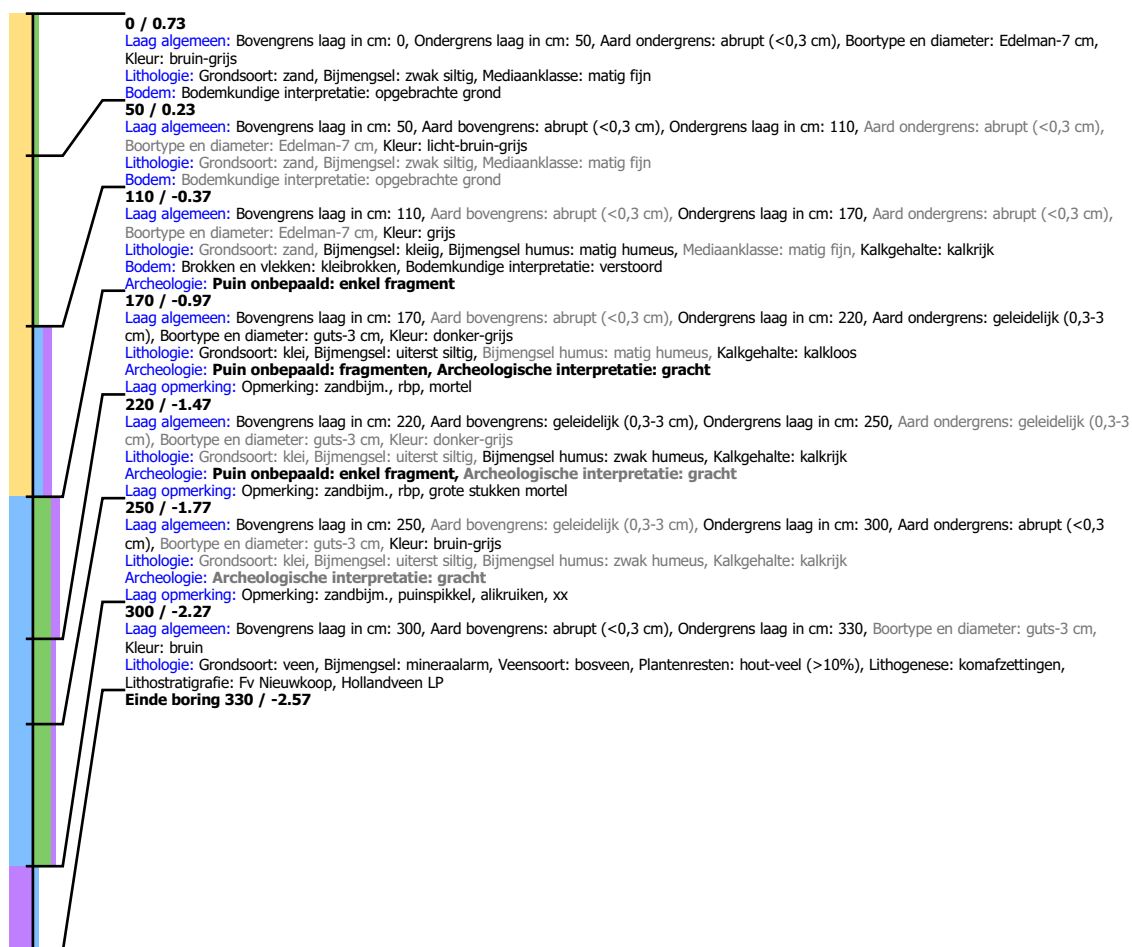 0 / 0.73
Laag algemeen: Bovengrens laag in cm: 0, Ondergrens laag in cm: 50, Aard ondergrens: abrupt (<0,3 cm), Boortype en diameter: Edelman-7 cm,
Kleur: bruin-grijs
Lithologie: Grondsoort: zand, Bijmengsel: zwak siltig, Mediaanklasse: matig fijn
Bodem: Bodemkundige interpretatie: opgebrachte grond
50 / 0.23
Laag algemeen: Bovengrens laag in cm: 50, Aard bovengrens: abrupt (<0,3 cm), Ondergrens laag in cm: 110, Aard ondergrens: abrupt (<0,3 cm),
Boortype en diameter: Edelman-7 cm, Kleur: licht-bruin-grijs
Lithologie: Grondsoort: zand, Bijmengsel: zwak siltig, Mediaanklasse: matig fijn
Bodem: Bodemkundige interpretatie: opgebrachte grond
110 / -0.37
Laag algemeen: Bovengrens laag in cm: 110, Aard bovengrens: abrupt (<0,3 cm), Ondergrens laag in cm: 170, Aard ondergrens: abrupt (<0,3 cm),
Boortype en diameter: Edelman-7 cm, Kleur: grijs
Lithologie: Grondsoort: zand, Bijmengsel: kleiig, Bijmengsel humus: matig humeus, Mediaanklasse: matig fijn, Kalkgehalte: kalkrijk
Bodem: Brokken en vlekken: kleibrokken, Bodemkundige interpretatie: verstoord
Archeologie: Puin onbepaald: enkel fragment
170 / -0.97
Laag algemeen: Bovengrens laag in cm: 170, Aard bovengrens: abrupt (<0,3 cm), Ondergrens laag in cm: 220, Aard ondergrens: geleidelijk (0,3-3
cm), Boortype en diameter: guts-3 cm, Kleur: donker-grijs
Lithologie: Grondsoort: klei, Bijmengsel: uiterst siltig, Bijmengsel humus: matig humeus, Kalkgehalte: kalkloos
Archeologie: Puin onbepaald: fragmenten, Archeologische interpretatie: gracht
Laag opmerking: Opmerking: zandbijm., rbp, mortel
220 / -1.47
Laag algemeen: Bovengrens laag in cm: 220, Aard bovengrens: geleidelijk (0,3-3 cm), Ondergrens laag in cm: 250, Aard ondergrens: geleidelijk (0,3-3
cm), Boortype en diameter: guts-3 cm, Kleur: donker-grijs
Lithologie: Grondsoort: klei, Bijmengsel: uiterst siltig, Bijmengsel humus: zwak humeus, Kalkgehalte: kalkrijk
Archeologie: Puin onbepaald: enkel fragment, Archeologische interpretatie: gracht
Laag opmerking: Opmerking: zandbijm., rbp, grote stukken mortel
250 / -1.77
Laag algemeen: Bovengrens laag in cm: 250, Aard bovengrens: geleidelijk (0,3-3 cm), Ondergrens laag in cm: 300, Aard ondergrens: abrupt (<0,3
cm), Boortype en diameter: guts-3 cm, Kleur: bruin-grijs
Lithologie: Grondsoort: klei, Bijmengsel: uiterst siltig, Bijmengsel humus: zwak humeus, Kalkgehalte: kalkrijk
Archeologie: Archeologische interpretatie: gracht
Laag opmerking: Opmerking: zandbijm., puinspikkel, alikruiken, xx
300 / -2.27
Laag algemeen: Bovengrens laag in cm: 300, Aard bovengrens: abrupt (<0,3 cm), Ondergrens laag in cm: 330, Boortype en diameter: guts-3 cm,
Kleur: bruin
Lithologie: Grondsoort: veen, Bijmengsel: mineraalarm, Veensoort: bosveen, Plantenresten: hout-veel (>10%), Lithogenese: komafzettingen,
Lithostratigrafie: Fv Nieuwkoop, Hollandveen LP
Einde boring 330 / -2.57